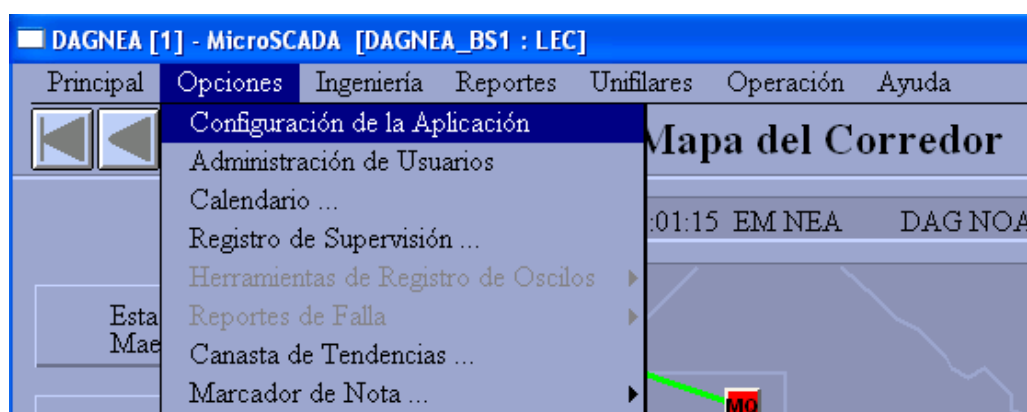 DAGNEA [1] - MicroSCADA [DAGNEA_BS1 : LEC]
Principal Opciones Ingeniería Reportes Unifilares Operación Ayuda
Configuración de la Aplicación
Mapa del Corredor
Administración de Usuarios
Calendario ...
:01:15 EM NEA DAG NOA
Registro de Supervisión ...
Herramientas de Registro de Oscilos
Esta
Reportes de Falla
Mae
Canasta de Tendencias ...
Marcador de Nota ...
MO